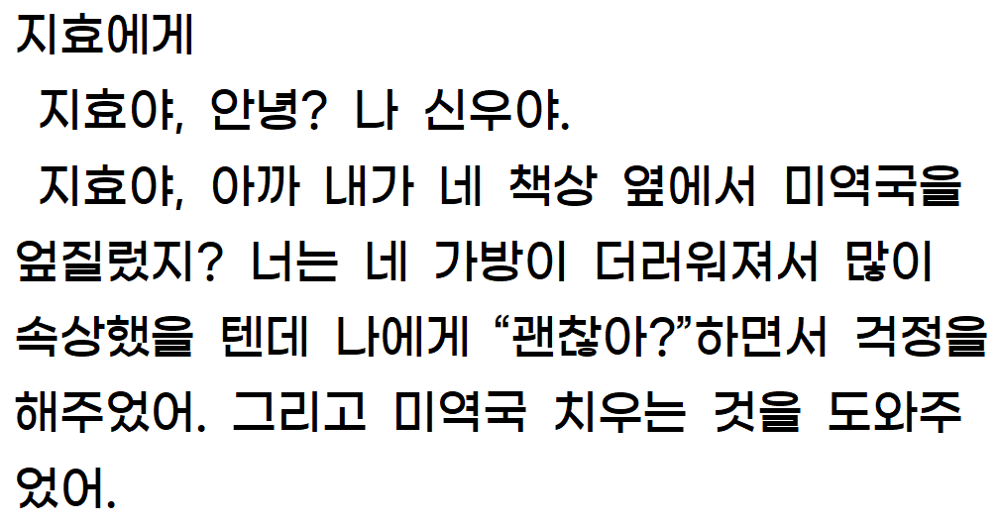 지효에게
지효야, 안녕? 나 신우야.
지효야, 아까 내가 네 책상 옆에서 미역국을
엎질렀지? 너는 네 가방이 더러워져서 많이
속상했을 텐데 나에게 “괜찮아?”하면서 걱정을
해주었어. 그리고 미역국 치우는 것을 도와주
었어.